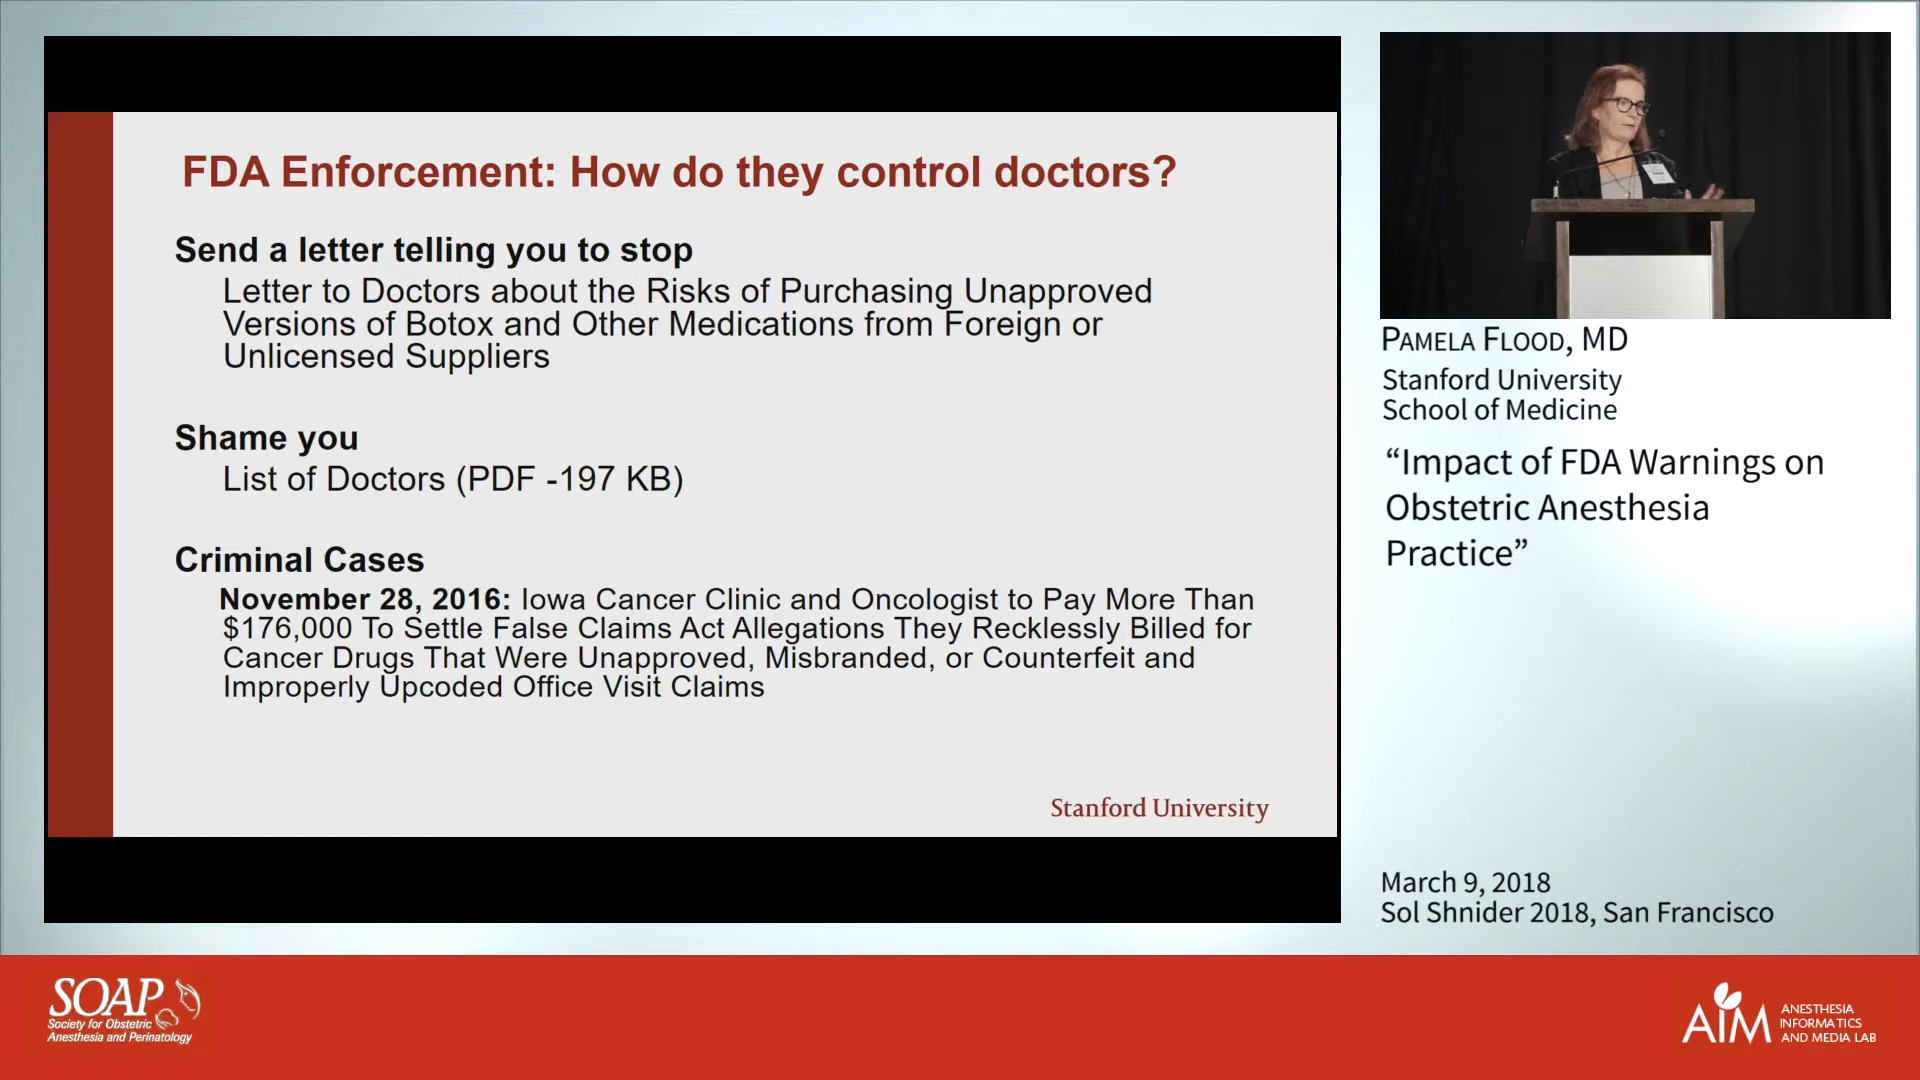 FDA Enforcement: How do they control doctors?
Send a letter telling you to stop
Letter to Doctors about the Risks of Purchasing Unapproved
Versions of Botox and Other Medications from Foreign or
Unlicensed Suppliers
Shame you
List of Doctors (PDF -197 KB)
Criminal Cases
November 28, 2016: Iowa Cancer Clinic and Oncologist to Pay More Than
$176,000 To Settle False Claims Act Allegations They Recklessly Billed for
Cancer Drugs That Were Unapproved, Misbranded, or Counterfeit and
Improperly Upcoded Office Visit Claims
Stanford University
PAMELA FLOOD, MD
Stanford University
School of Medicine
“Impact of FDA Warnings on
Obstetric Anesthesia
Practice”
March 9, 2018
Sol Shnider 2018, San Francisco
SOAP
Society for Obstetric
Anesthesia and Perinatology
AIM
ANESTHESIA
INFORMATICS
AND MEDIA LAB